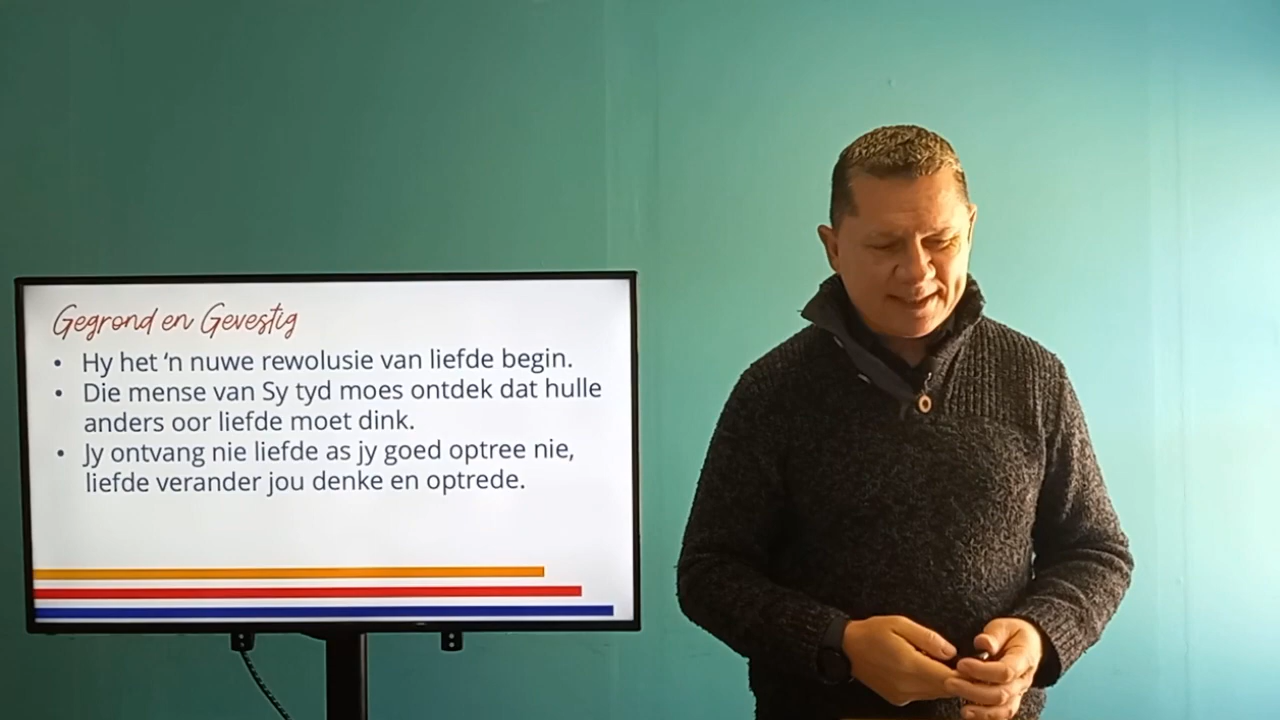 Gegrond en Gevestig
• Hy het ‘n nuwe rewolusie van liefde begin.
• Die mense van Sy tyd moes ontdek dat hulle
anders oor liefde moet dink.
• Jy ontvang nie liefde as jy goed optree nie,
liefde verander jou denke en optrede.